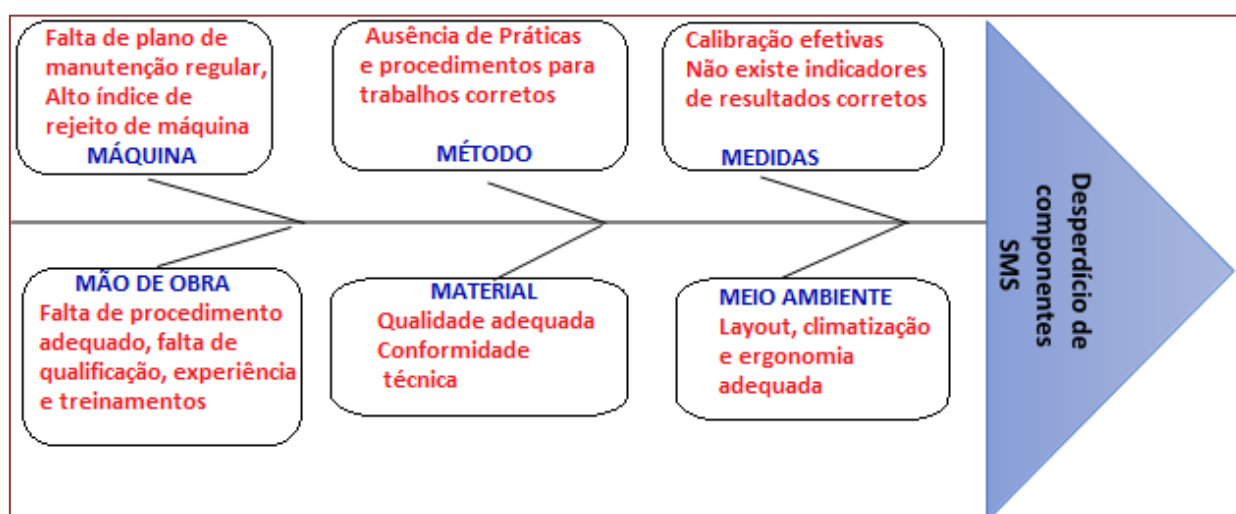 Falta de plano de
manutenção regular,
Alto índice de
rejeito de máquina
MÁQUINA
Ausência de Práticas
e procedimentos para
trabalhos corretos
MÉTODO
Calibração efetivas
Não existe indicadores
de resultados corretos
MEDIDAS
MÃO DE OBRA
Falta de procedimento
adequado, falta de
qualificação, experiência
e treinamentos
MATERIAL
Qualidade adequada
Conformidade
técnica
MEIO AMBIENTE
Layout, climatização
e ergonomia
adequada
Desperdício de
componentes
SMS